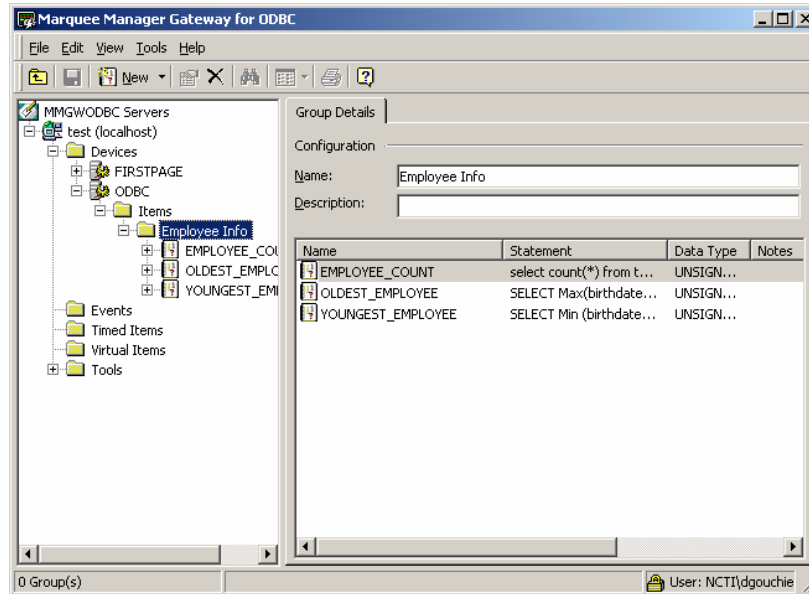 Marquee Manager Gateway for ODBC
File Edit View Tools Help
New
MMGWODBC Servers
test (localhost)
Devices
FIRSTPAGE
ODBC
Items
Employee Info
EMPLOYEE_COU
OLDEST_EMPLC
YOUNGEST_EMI
Events
Timed Items
Virtual Items
Tools
Group Details
Configuration
Name: Employee Info
Description:
Name Statement Data Type Notes
EMPLOYEE_COUNT select count(*) from t... UNSIGN...
OLDEST_EMPLOYEE SELECT Max(birthdate... UNSIGN...
YOUNGEST_EMPLOYEE SELECT Min (birthdate... UNSIGN...
0 Group(s) User: NCTI\dgouchie